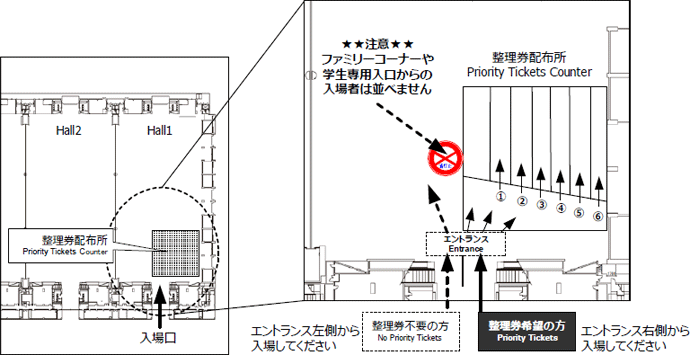 Hall2
Hall1
整理券配布所
Priority Tickets Counter
入場口
★★注意★★
ファミリーコーナーや
学生専用入口からの
入場者は並べません
整理券配布所
Priority Tickets Counter
① ② ③ ④ ⑤ ⑥
エントランス
Entrance
エントランス左側から
入場してください
整理券不要の方
No Priority Tickets
整理券希望の方
Priority Tickets
エントランス右側から
入場してください